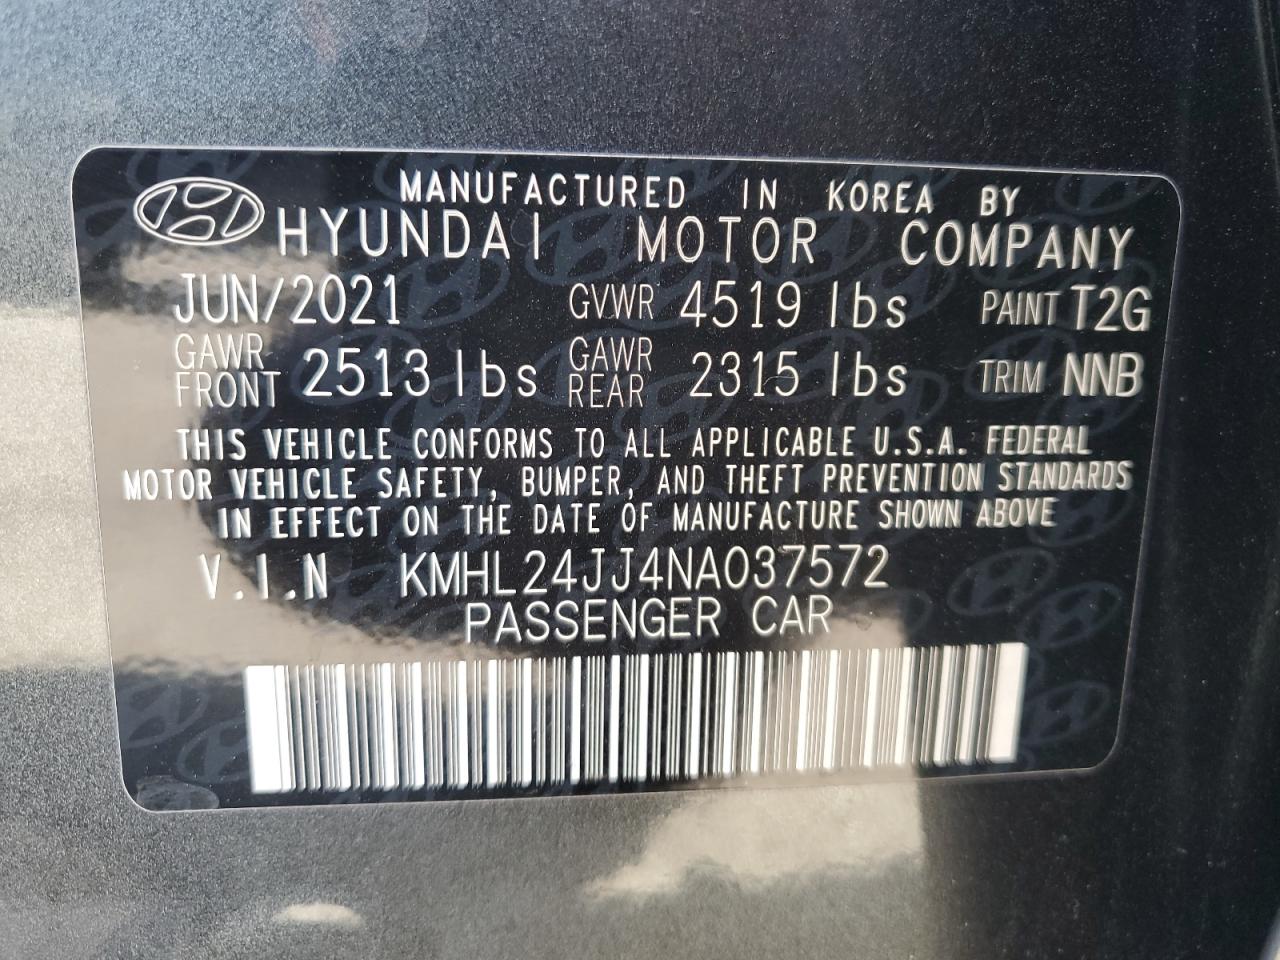 MANUFACTURED IN KOREA BY
HYUNDAI MOTOR COMPANY
JUN/2021 GVWR 4519 lbs PAINT T2G
GAWR FRONT 2513 lbs GAWR REAR 2315 lbs TRIM NNB
THIS VEHICLE CONFORMS TO ALL APPLICABLE U.S.A. FEDERAL
MOTOR VEHICLE SAFETY, BUMPER, AND THEFT PREVENTION STANDARDS
IN EFFECT ON THE DATE OF MANUFACTURE SHOWN ABOVE
V.I.N KMHL24JJ4NA037572
PASSENGER CAR